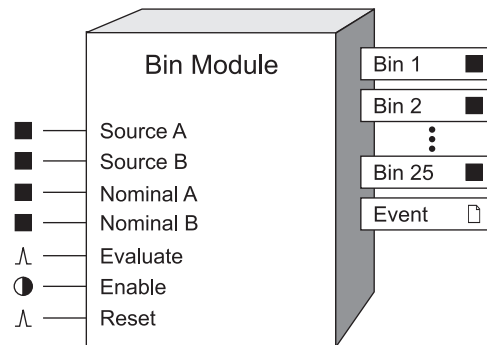 Bin Module
Source A
Source B
Nominal A
Nominal B
Evaluate
Enable
Reset
Bin 1
Bin 2
Bin 25
Event